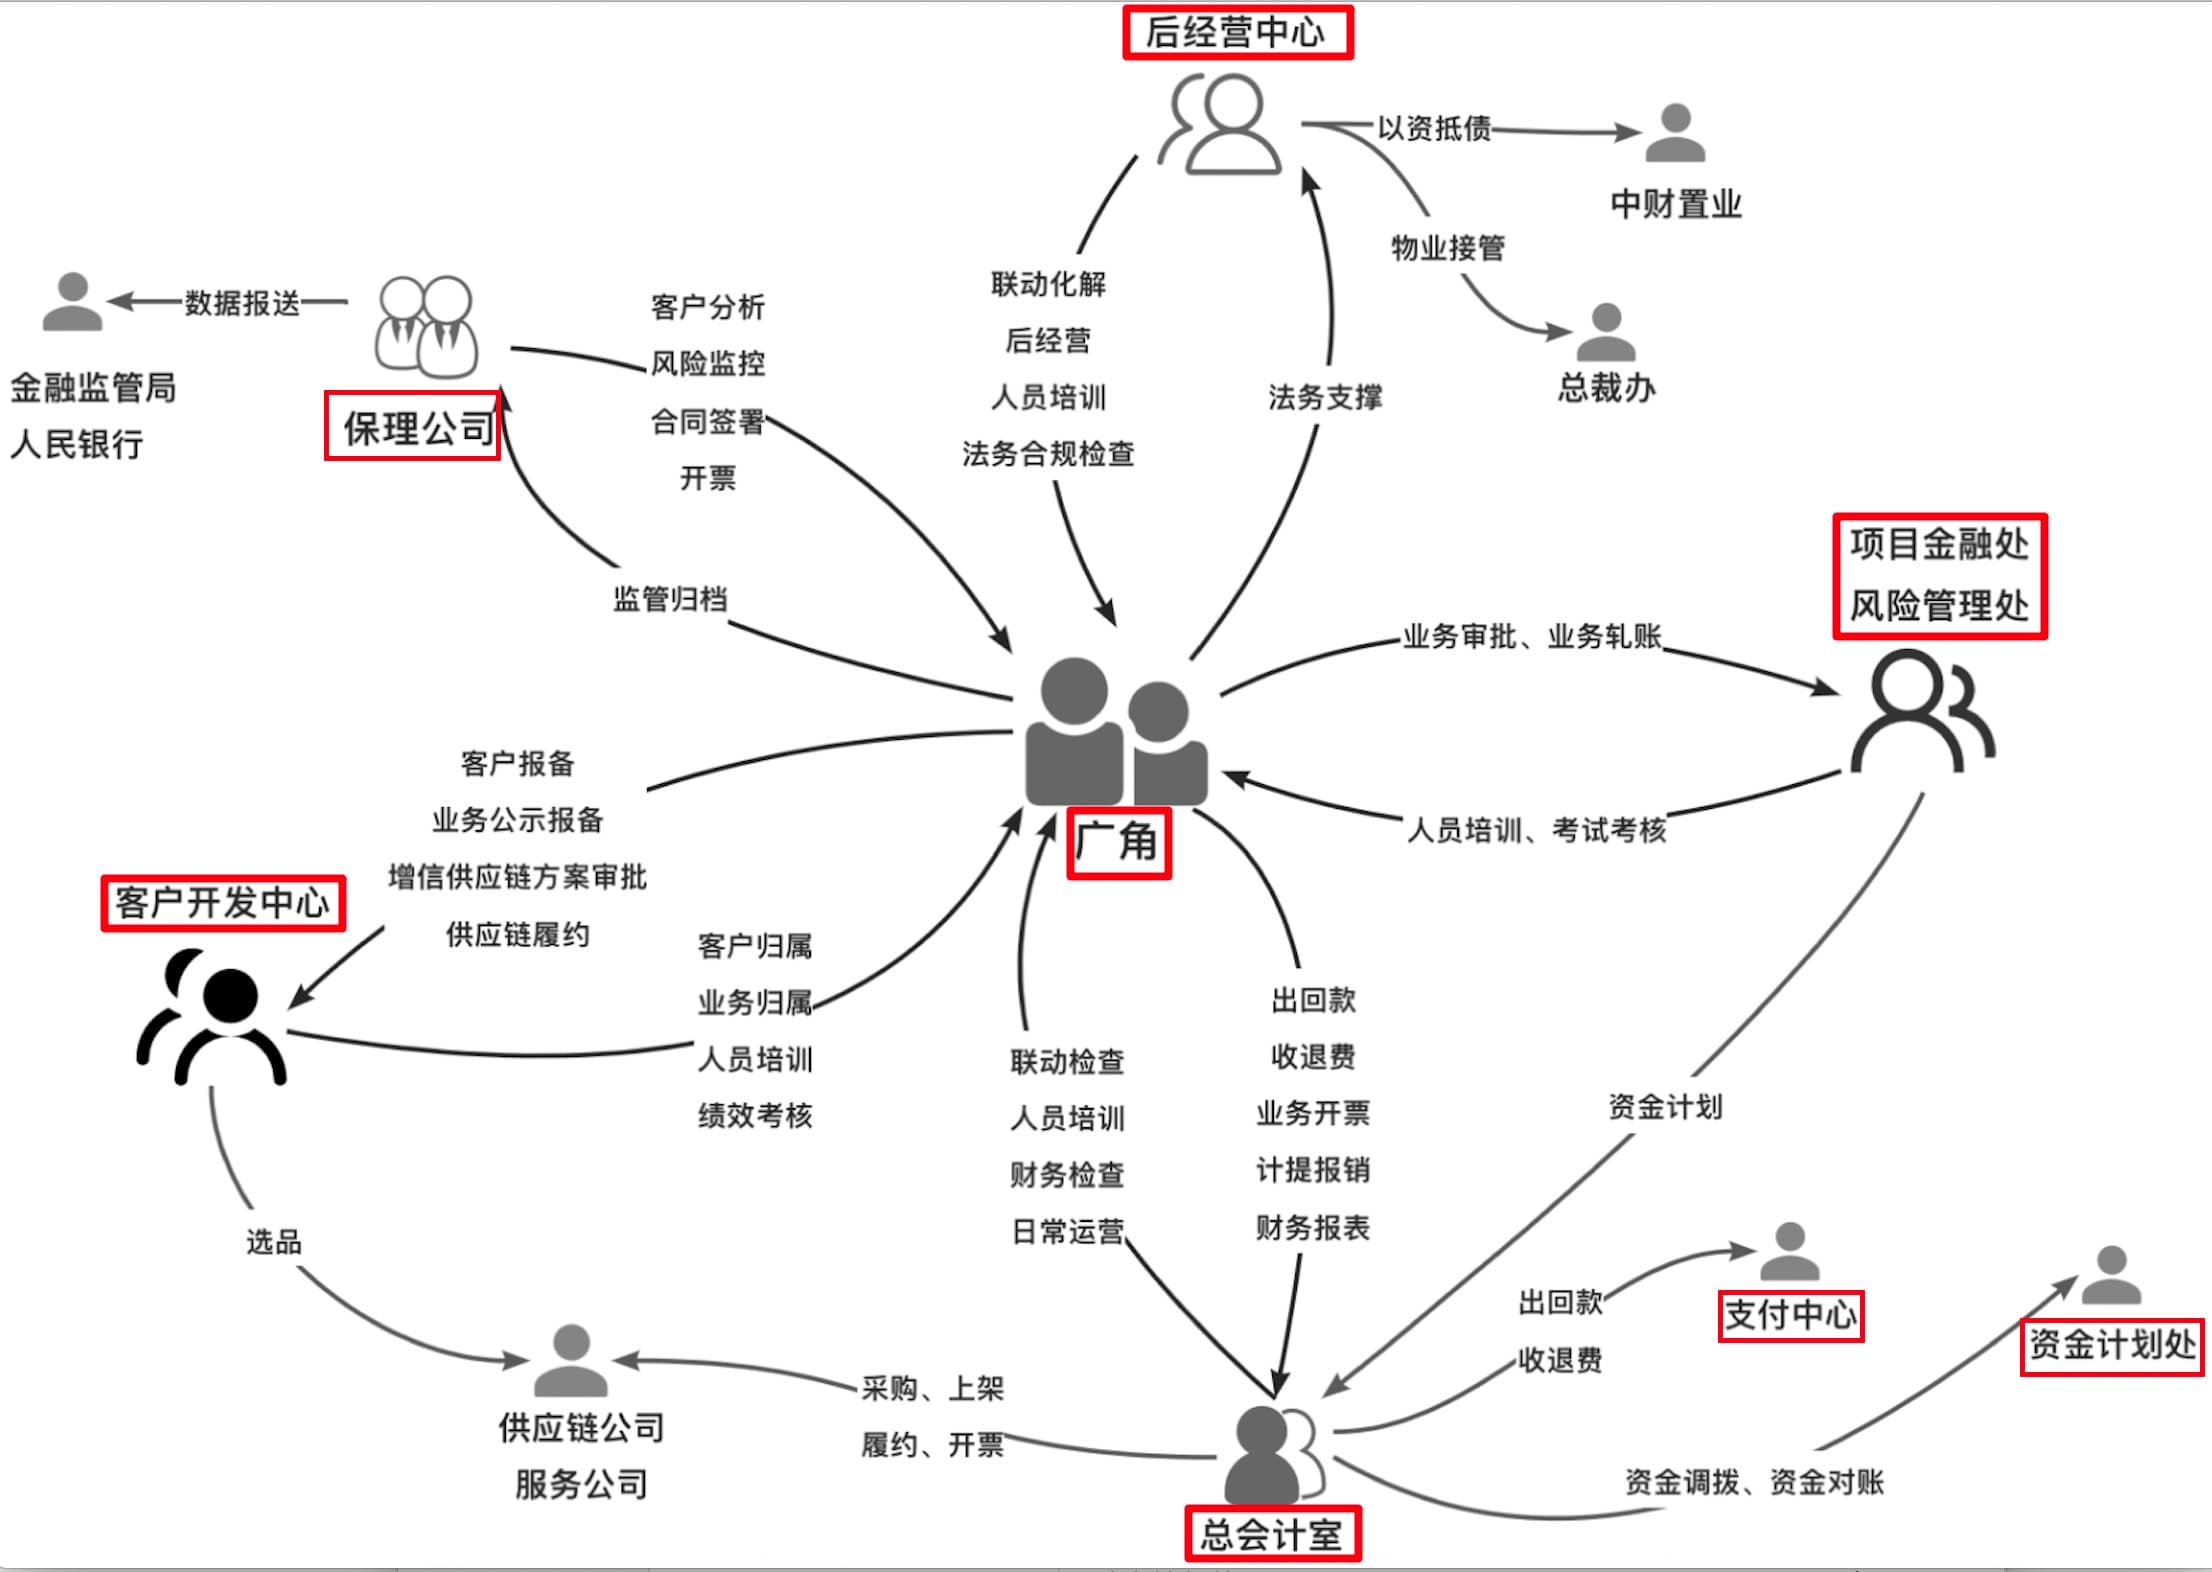 后经营中心
以资抵债
中财置业
物业接管
总裁办
联动化解
后经营
人员培训
法务合规检查
法务支撑
数据报送
金融监管局
人民银行
保理公司
客户分析
风险监控
合同签署
开票
监管归档
项目金融处
风险管理处
业务审批、业务轧账
人员培训、考试考核
广角
客户报备
业务公示报备
增信供应链方案审批
供应链履约
客户开发中心
客户归属
业务归属
人员培训
绩效考核
联动检查
人员培训
财务检查
日常运营
出回款
收退费
业务开票
计提报销
财务报表
资金计划
选品
供应链公司
服务公司
采购、上架
履约、开票
出回款
收退费
支付中心
资金计划处
资金调拨、资金对账
总会计室